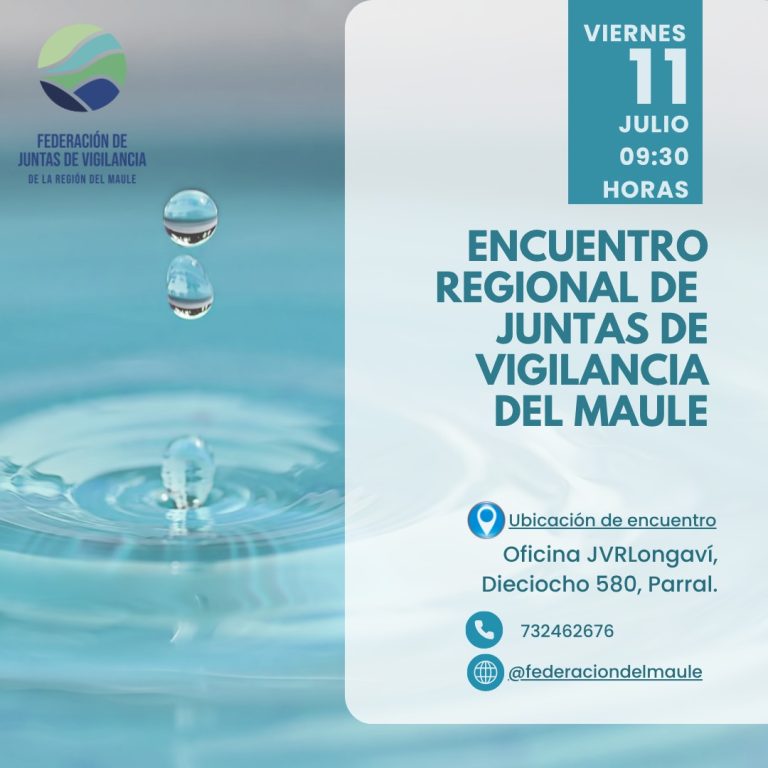 FEDERACIÓN DE
JUNTAS DE VIGILANCIA
DE LA REGIÓN DEL MAULE
VIERNES
11
JULIO
09:30
HORAS
ENCUENTRO
REGIONAL DE
JUNTAS DE
VIGILANCIA
DEL MAULE
Ubicación de encuentro
Oficina JVRLongaví,
Dieciocho 580, Parral.
732462676
@federaciondelmaule